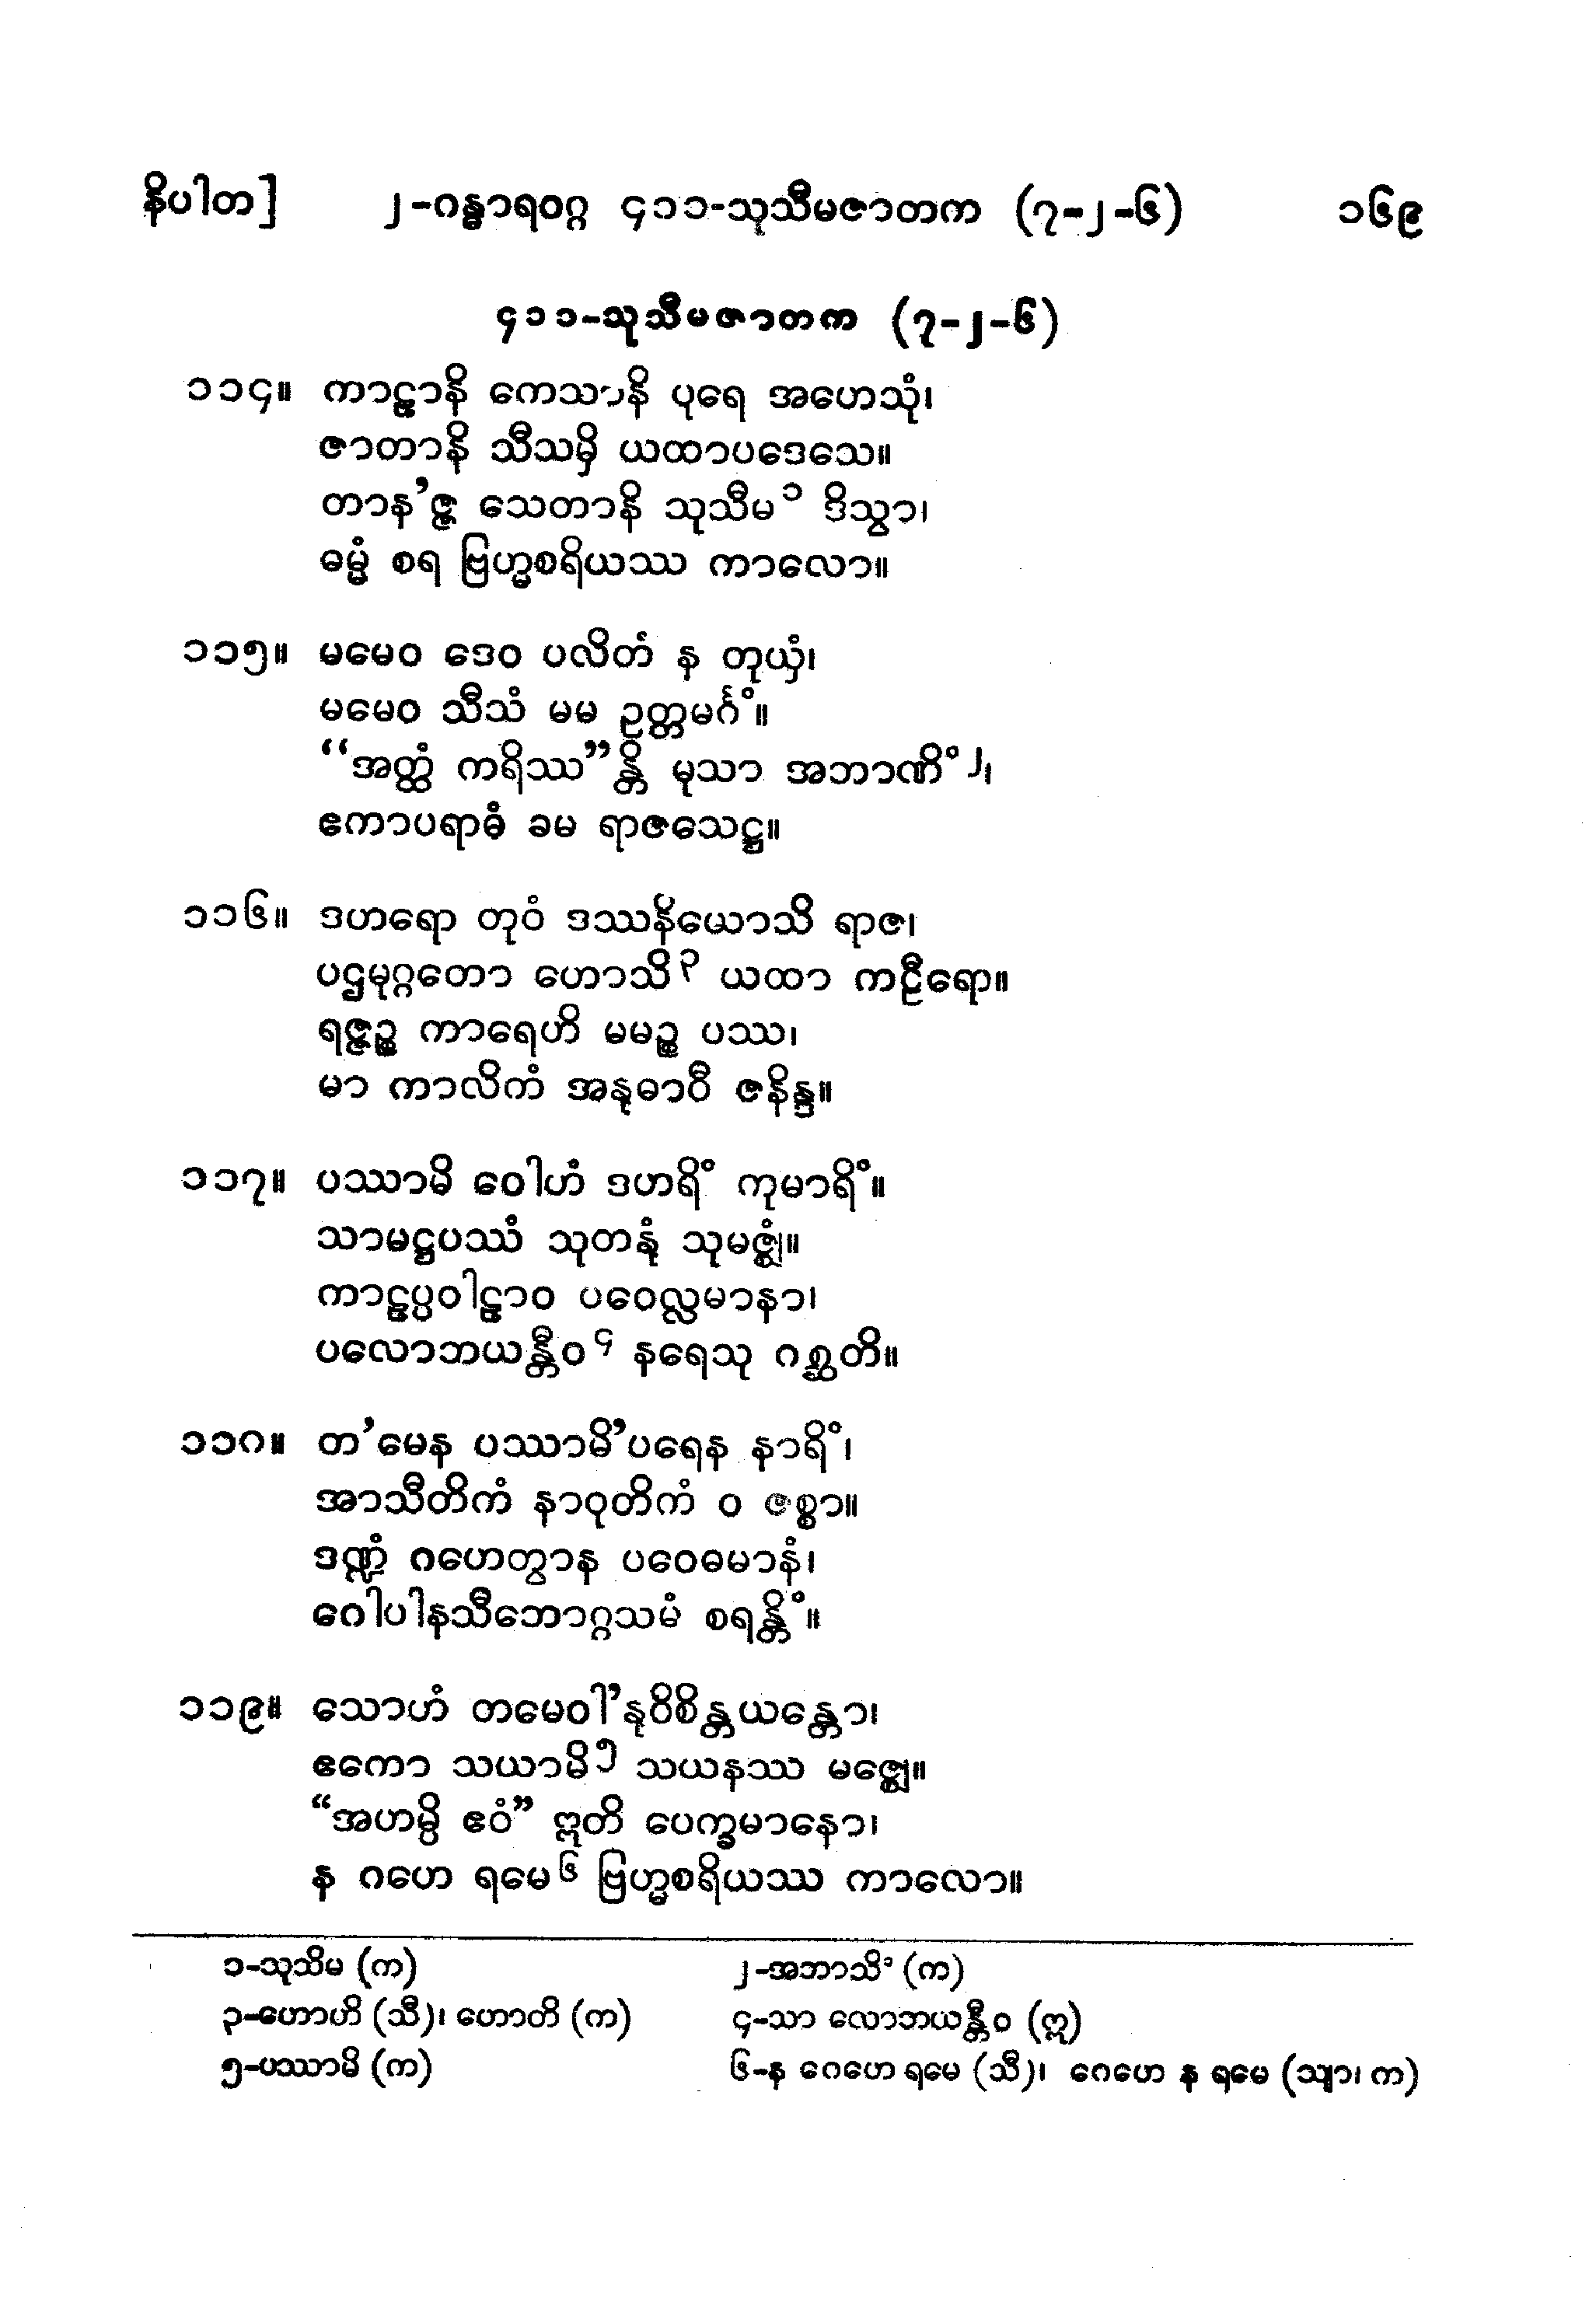 နိပါတ] ၂-ဂန္ဓာရဝဂ္ဂ ၄၁၁-သုသီမဇာတက (၇-၂-၆) ၁၆၉
၄၁၁-သုသီမဇာတက (၇-၂-၆)
၁၁၄။ ကာဠာနိ ကေသာနိ ပုရေ အဟေသုံ၊
ဇာတာနိ သီသမှိ ယထာပဒေသေ။
တာန’ဇ္ဇ သေတာနိ သုသီမ၁ ဒိသွာ၊
ဓမ္မံ စရ ဗြဟ္မစရိယဿ ကာလော။
၁၁၅။ မမေဝ ဒေဝ ပလိတံ န တုယှံ၊
မမေဝ သီသံ မမ ဥတ္တမင်္ဂံ။
“အတ္ထံ ကရိဿ”န္တိ မုသာ အဘာဏိံ၂၊
ဧကာပရာဓံ ခမ ရာဇသေဋ္ဌ။
၁၁၆။ ဒဟရော တုဝံ ဒဿနိယောသိ ရာဇ၊
ပဌမုဂ္ဂတော ဟောသိ၃ ယထာ ကဠီရော။
ရဇ္ဇဉ္စ ကာရေဟိ မမဉ္စ ပဿ၊
မာ ကာလိကံ အနုဓာဝီ ဇနိန္ဒ။
၁၁၇။ ပဿာမိ ဝေါဟံ ဒဟရိံ ကုမာရိံ။
သာမဋ္ဌပဿံ သုတနုံ သုမဇ္ဈံ။
ကာဠပ္ပဝါဠာဝ ပဝေလ္လမာနာ၊
ပလောဘယန္တီဝ၄ နရေသု ဂစ္ဆတိ။
၁၁၈။ တ’မေန ပဿာမိ’ပရေန နာရိံ၊
အာသီတိကံ နာဝုတိကံ ဝ ဇစ္စာ။
ဒဏ္ဍံ ဂဟေတွာန ပဝေဓမာနံ၊
ဂေါပါနသီဘောဂ္ဂသမံ စရန္တိံ။
၁၁၉။ သောဟံ တမေဝါ’နုဝိစိန္တယန္တော၊
ဧကော သယာမိ၅ သယနဿ မဇ္ဈေ။
“အဟမ္ပိ ဧဝံ” ဣတိ ပေက္ခမာနော၊
န ဂဟေ ရမေ၆ ဗြဟ္မစရိယဿ ကာလော။
၁-သုသိမ (က) ၂-အဘာသိံ (က)
၃-ဟောဟိ (သီ)၊ ဟောတိ (က) ၄-သာ လောဘယန္တီဝ (ဣ)
၅-ပဿာမိ (က) ၆-န ဂေဟေ ရမေ (သီ)၊ ဂေဟေ န ရမေ (သျာ၊ က)